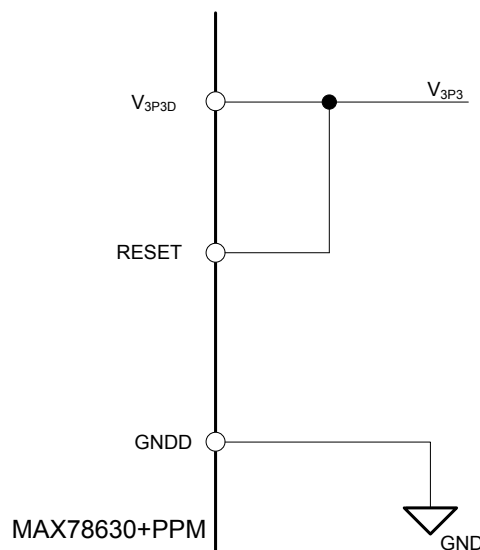 V3P3D
V3P3
RESET
GNDD
MAX78630+PPM
GND